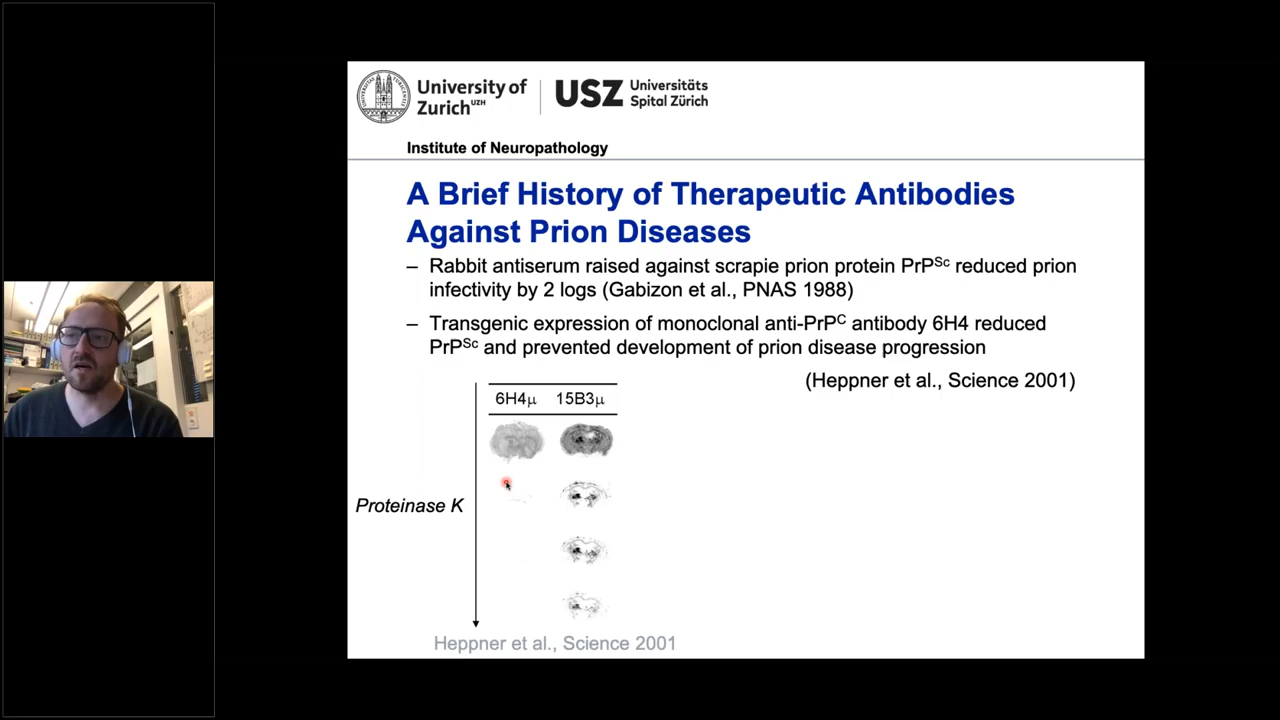 University of
Zurich UZH
USZ Universitäts
Spital Zürich
Institute of Neuropathology
A Brief History of Therapeutic Antibodies
Against Prion Diseases
– Rabbit antiserum raised against scrapie prion protein PrPSc reduced prion
infectivity by 2 logs (Gabizon et al., PNAS 1988)
– Transgenic expression of monoclonal anti-PrPC antibody 6H4 reduced
PrPSc and prevented development of prion disease progression
(Heppner et al., Science 2001)
6H4μ 15B3μ
Proteinase K
Heppner et al., Science 2001